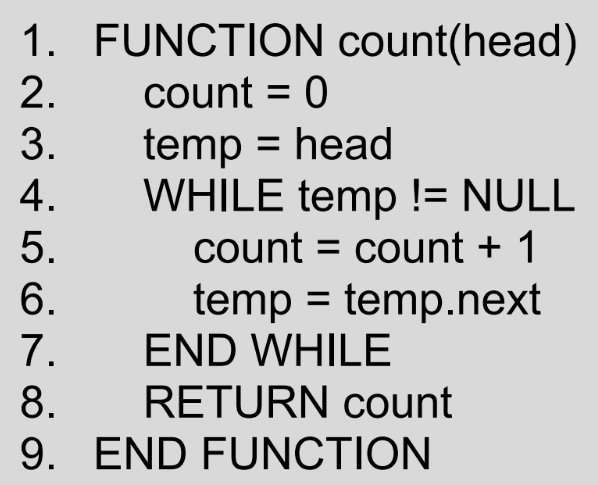 1. FUNCTION count(head)
2. count = 0
3. temp = head
4. WHILE temp != NULL
5. count = count + 1
6. temp = temp.next
7. END WHILE
8. RETURN count
9. END FUNCTION